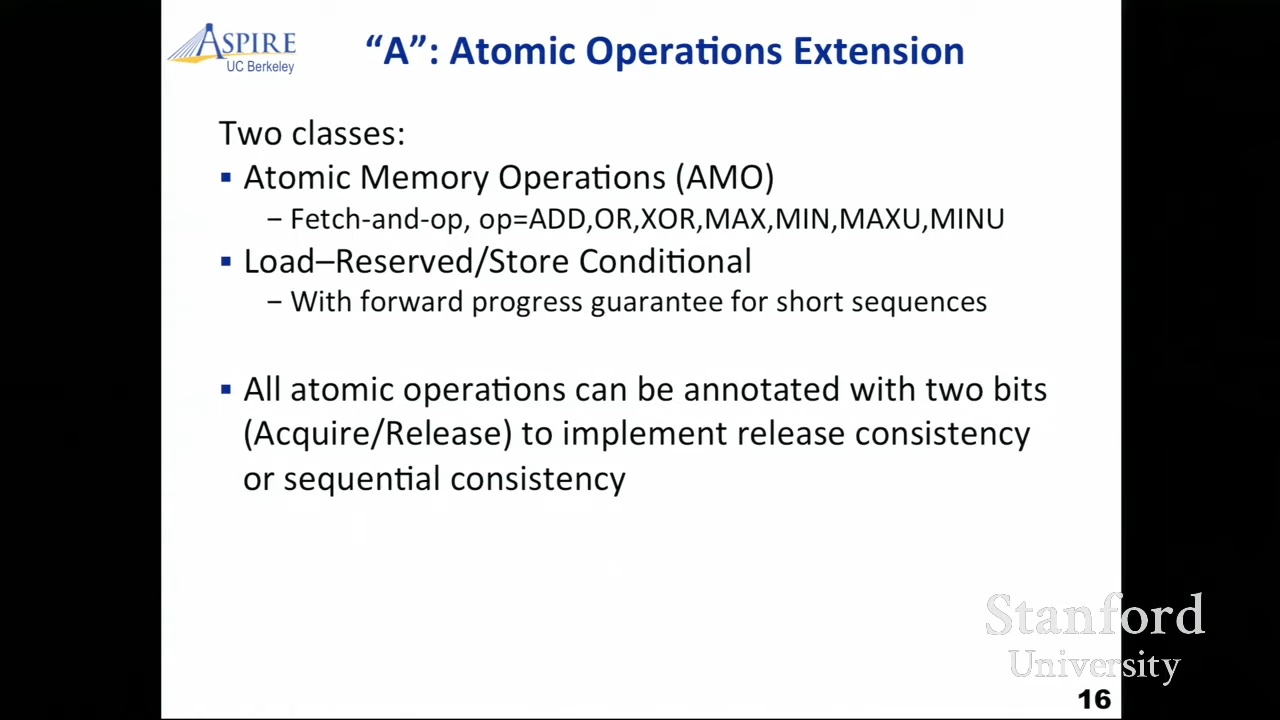 ASPIRE
UC Berkeley
“A”: Atomic Operations Extension
Two classes:
▪ Atomic Memory Operations (AMO)
– Fetch-and-op, op=ADD,OR,XOR,MAX,MIN,MAXU,MINU
▪ Load–Reserved/Store Conditional
– With forward progress guarantee for short sequences
▪ All atomic operations can be annotated with two bits
(Acquire/Release) to implement release consistency
or sequential consistency
Stanford
University
16